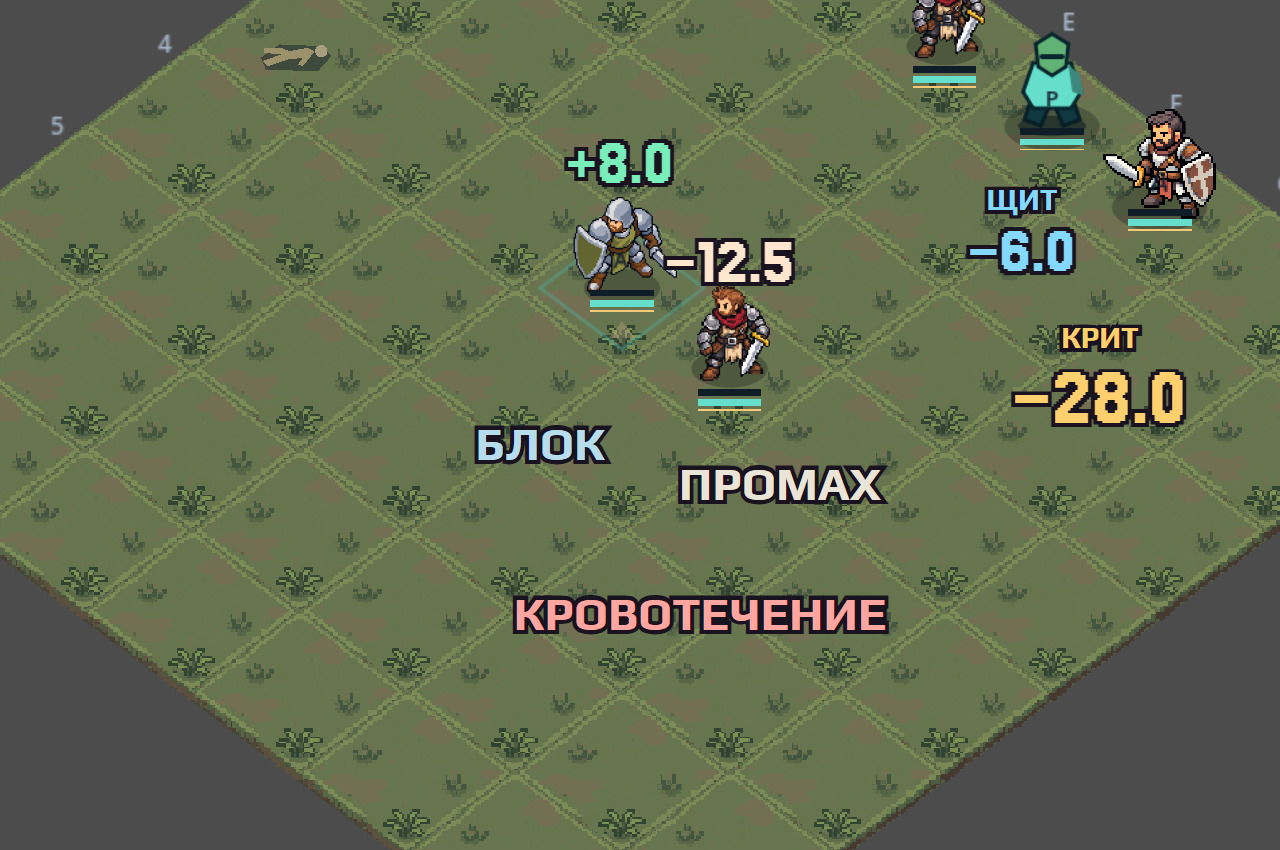 E
4
P
F
5
+8.0
ЩИТ
-6.0
-12.5
КРИТ
-28.0
БЛОК
ПРОМАХ
КРОВОТЕЧЕНИЕ